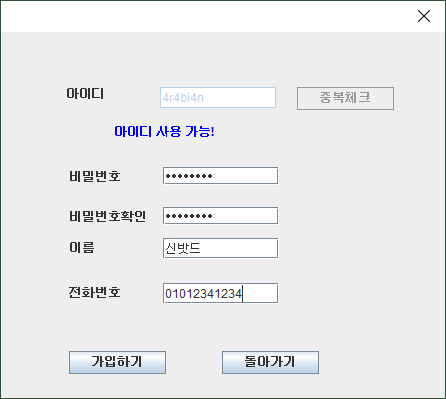 아이디 4r4bi4n 중복체크
아이디 사용 가능!
비밀번호 ••••••••
비밀번호확인 ••••••••
이름 신밧드
전화번호 01012341234
가입하기 돌아가기